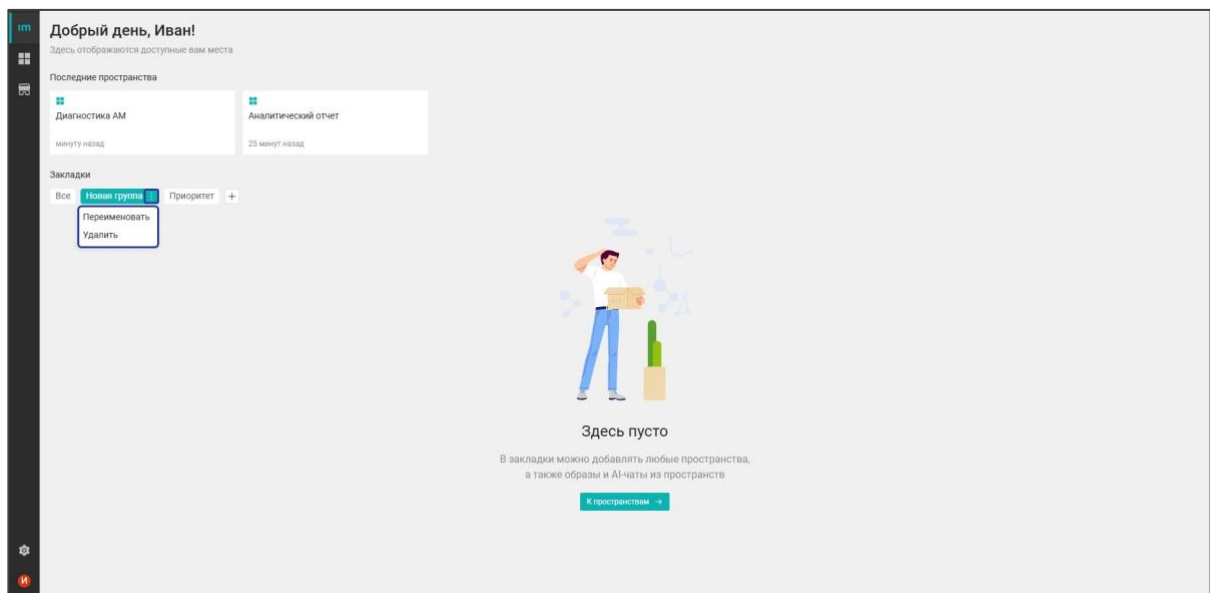 ım
Добрый день, Иван!
Здесь отображаются доступные вам места
Последние пространства
Диагностика АМ
Аналитический отчет
минуту назад
25 минут назад
Закладки
Все Новая группа Приоритет +
Переименовать
Удалить
Здесь пусто
В закладки можно добавлять любые пространства,
а также образы и AI-чаты из пространств
К пространствам →
И